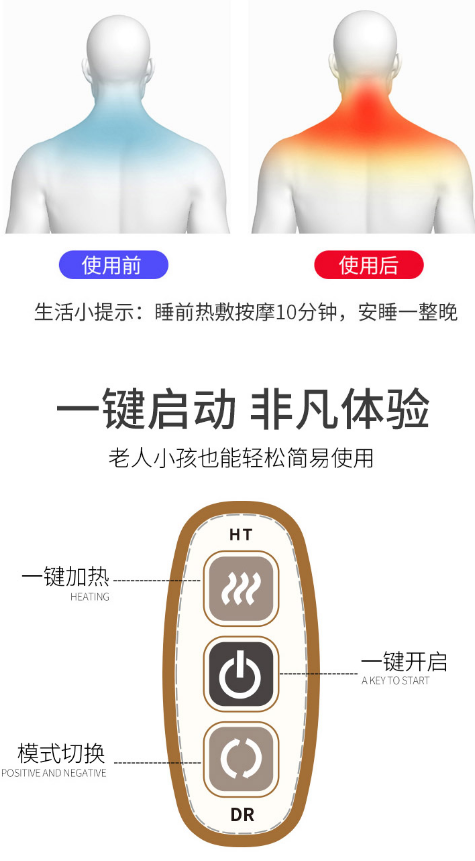 使用前
使用后
生活小提示：睡前热敷按摩10分钟，安睡一整晚
一键启动 非凡体验
老人小孩也能轻松简易使用
HT
一键加热
HEATING
一键开启
A KEY TO START
模式切换
POSITIVE AND NEGATIVE
DR